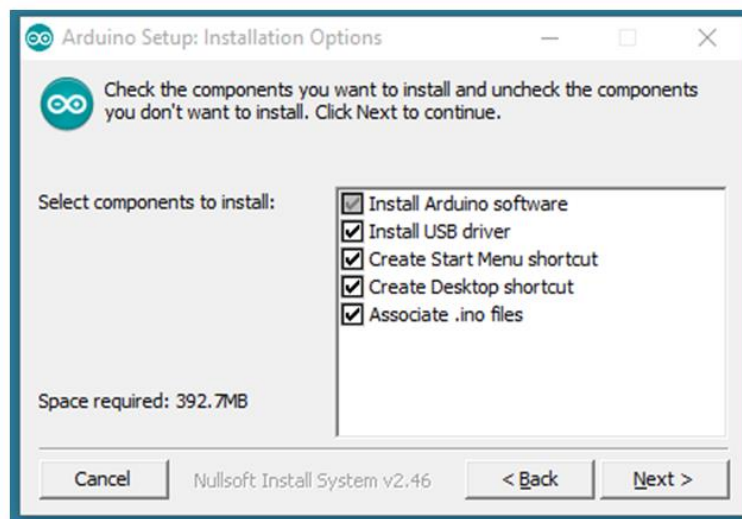 Arduino Setup: Installation Options
Check the components you want to install and uncheck the components
you don't want to install. Click Next to continue.
Select components to install:
Install Arduino software
Install USB driver
Create Start Menu shortcut
Create Desktop shortcut
Associate .ino files
Space required: 392.7MB
Cancel
Nullsoft Install System v2.46
< Back
Next >